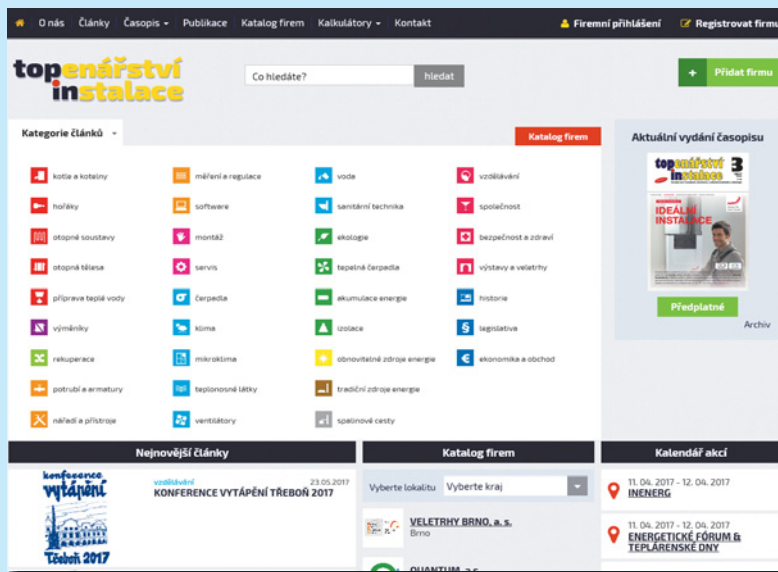 O nás Články Časopis Publikace Katalog firem Kalkulátory Kontakt Firemní přihlášení Registrovat firmu
topenářství
instalace
Co hledáte? hledat
+ Přidat firmu
Kategorie článků Katalog firem
kotle a kotelny měření a regulace voda vzdělávání
hořáky software sanitární technika společnost
otopné soustavy montáž ekologie bezpečnost a zdraví
otopná tělesa servis tepelná čerpadla výstavy a veletrhy
příprava teplé vody čerpadla akumulace energie historie
výměníky klima izolace § legislativa
rekuperace mikroklima obnovitelné zdroje energie € ekonomika a obchod
potrubí a armatury teplonosné látky tradiční zdroje energie
nářadí a přístroje ventilátory spalinové cesty
Aktuální vydání časopisu
topenářství 3
instalace
IDEÁLNÍ
INSTALACE
Předplatné
Archiv
Nejnovější články
konference
vytápění
Třeboň 2017
vzdělávání 23.05.2017
KONFERENCE VYTÁPĚNÍ TŘEBOŇ 2017
Katalog firem
Vyberte lokalitu Vyberte kraj
VELETRHY BRNO, a. s.
Brno
QUANTUM, a.s.
Kalendář akcí
11. 04. 2017 - 12. 04. 2017
INENERG
11. 04. 2017 - 12. 04. 2017
ENERGETICKÉ FÓRUM &
TEPLÁRENSKÉ DNY